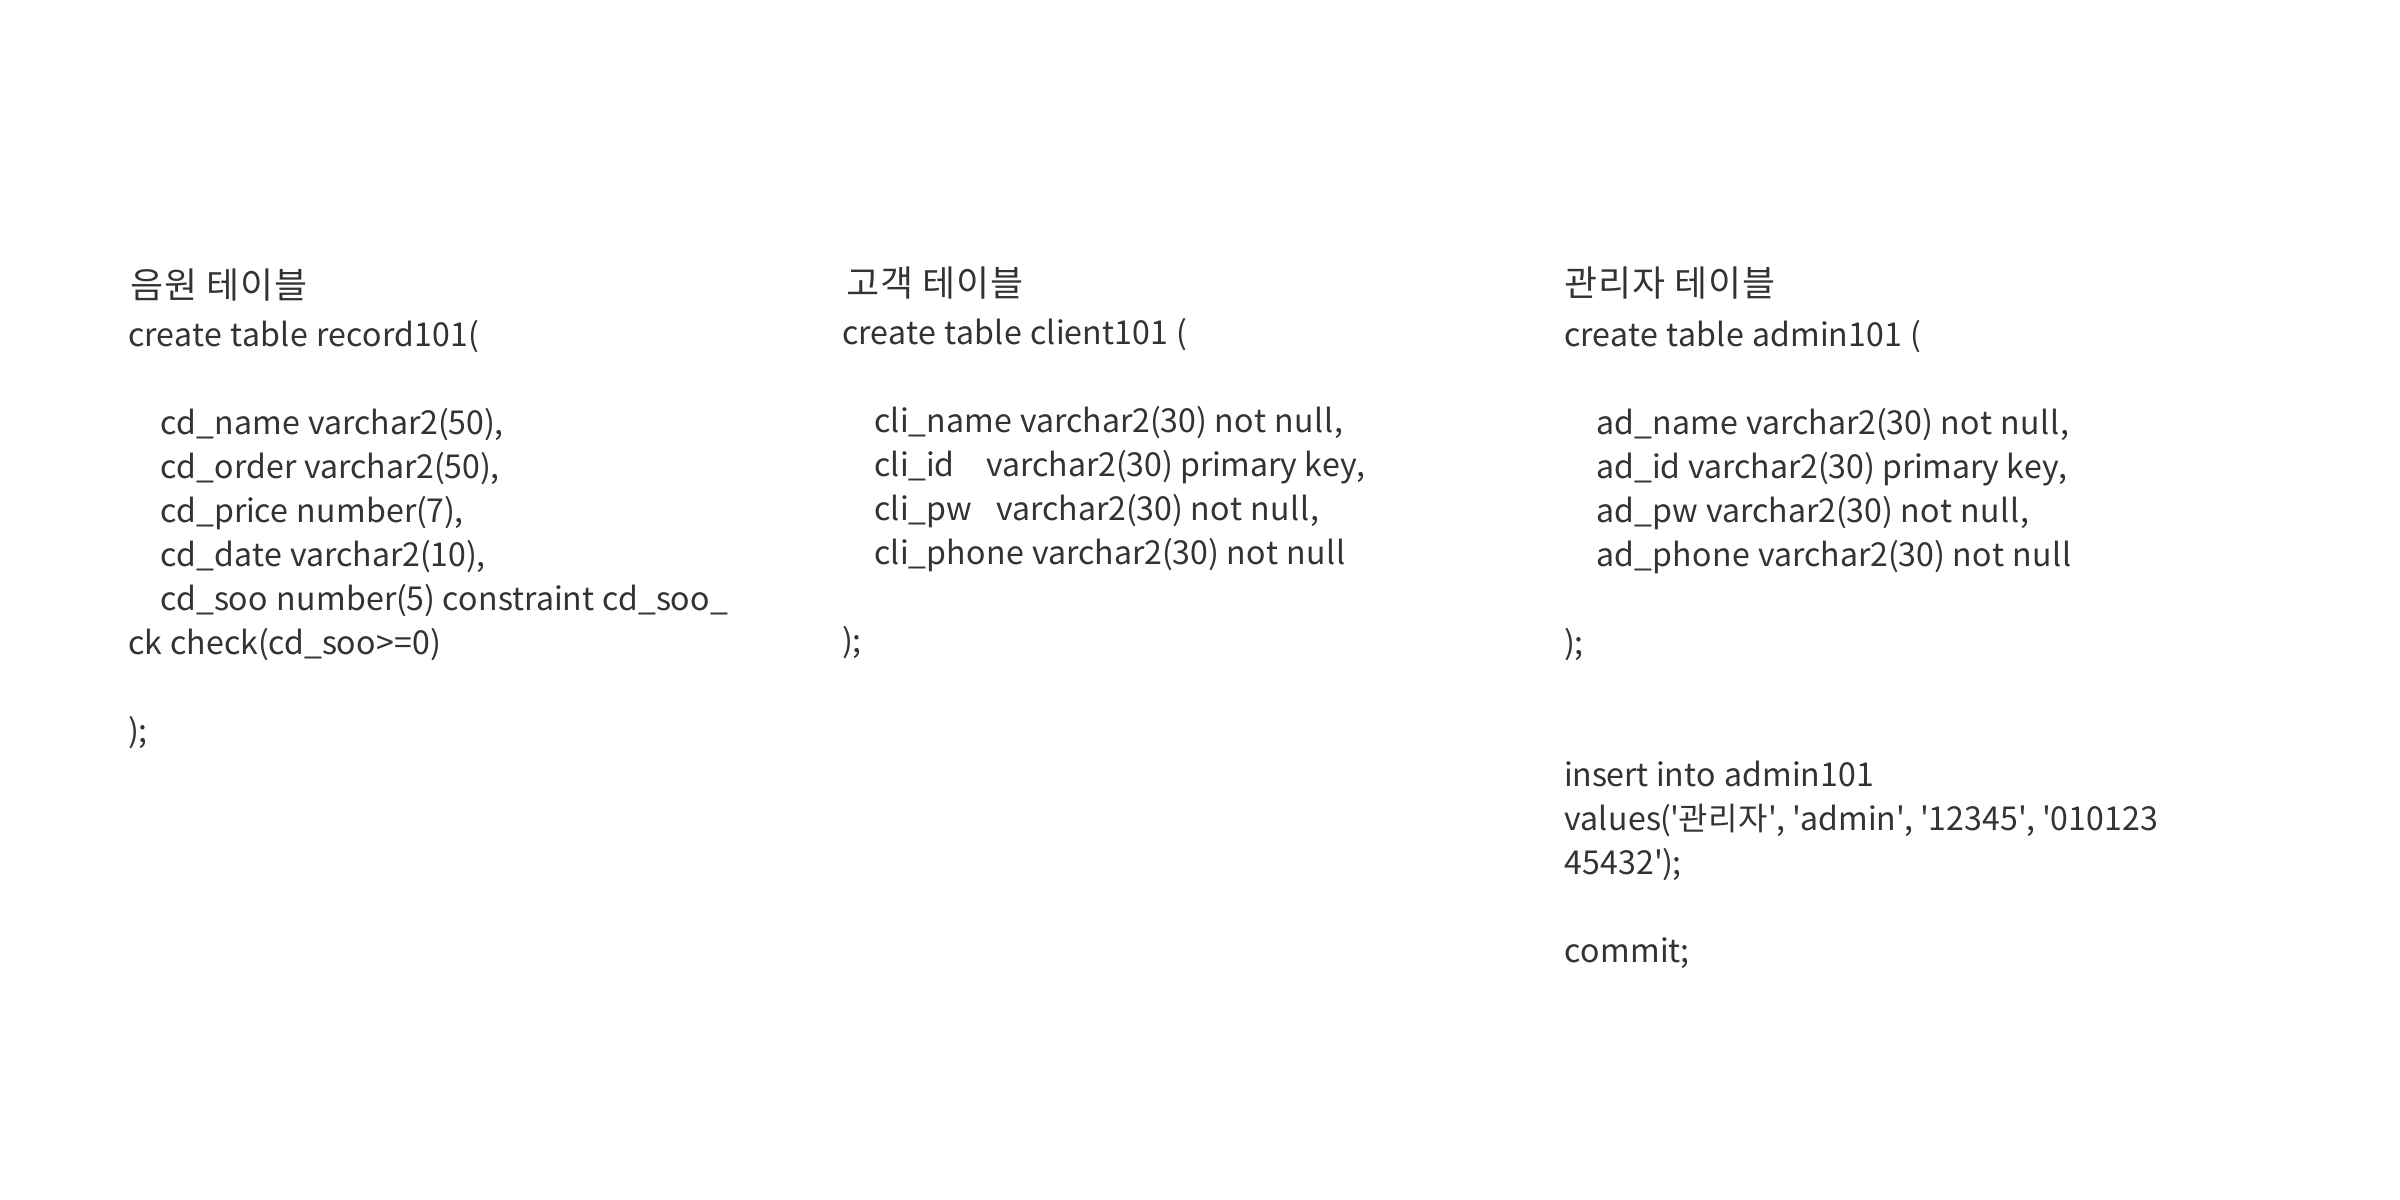 음원 테이블
create table record101(
cd_name varchar2(50),
cd_order varchar2(50),
cd_price number(7),
cd_date varchar2(10),
cd_soo number(5) constraint cd_soo_
ck check(cd_soo>=0)
);
고객 테이블
create table client101 (
cli_name varchar2(30) not null,
cli_id    varchar2(30) primary key,
cli_pw   varchar2(30) not null,
cli_phone varchar2(30) not null
);
관리자 테이블
create table admin101 (
ad_name varchar2(30) not null,
ad_id varchar2(30) primary key,
ad_pw varchar2(30) not null,
ad_phone varchar2(30) not null
);
insert into admin101
values('관리자', 'admin', '12345', '010123
45432');
commit;